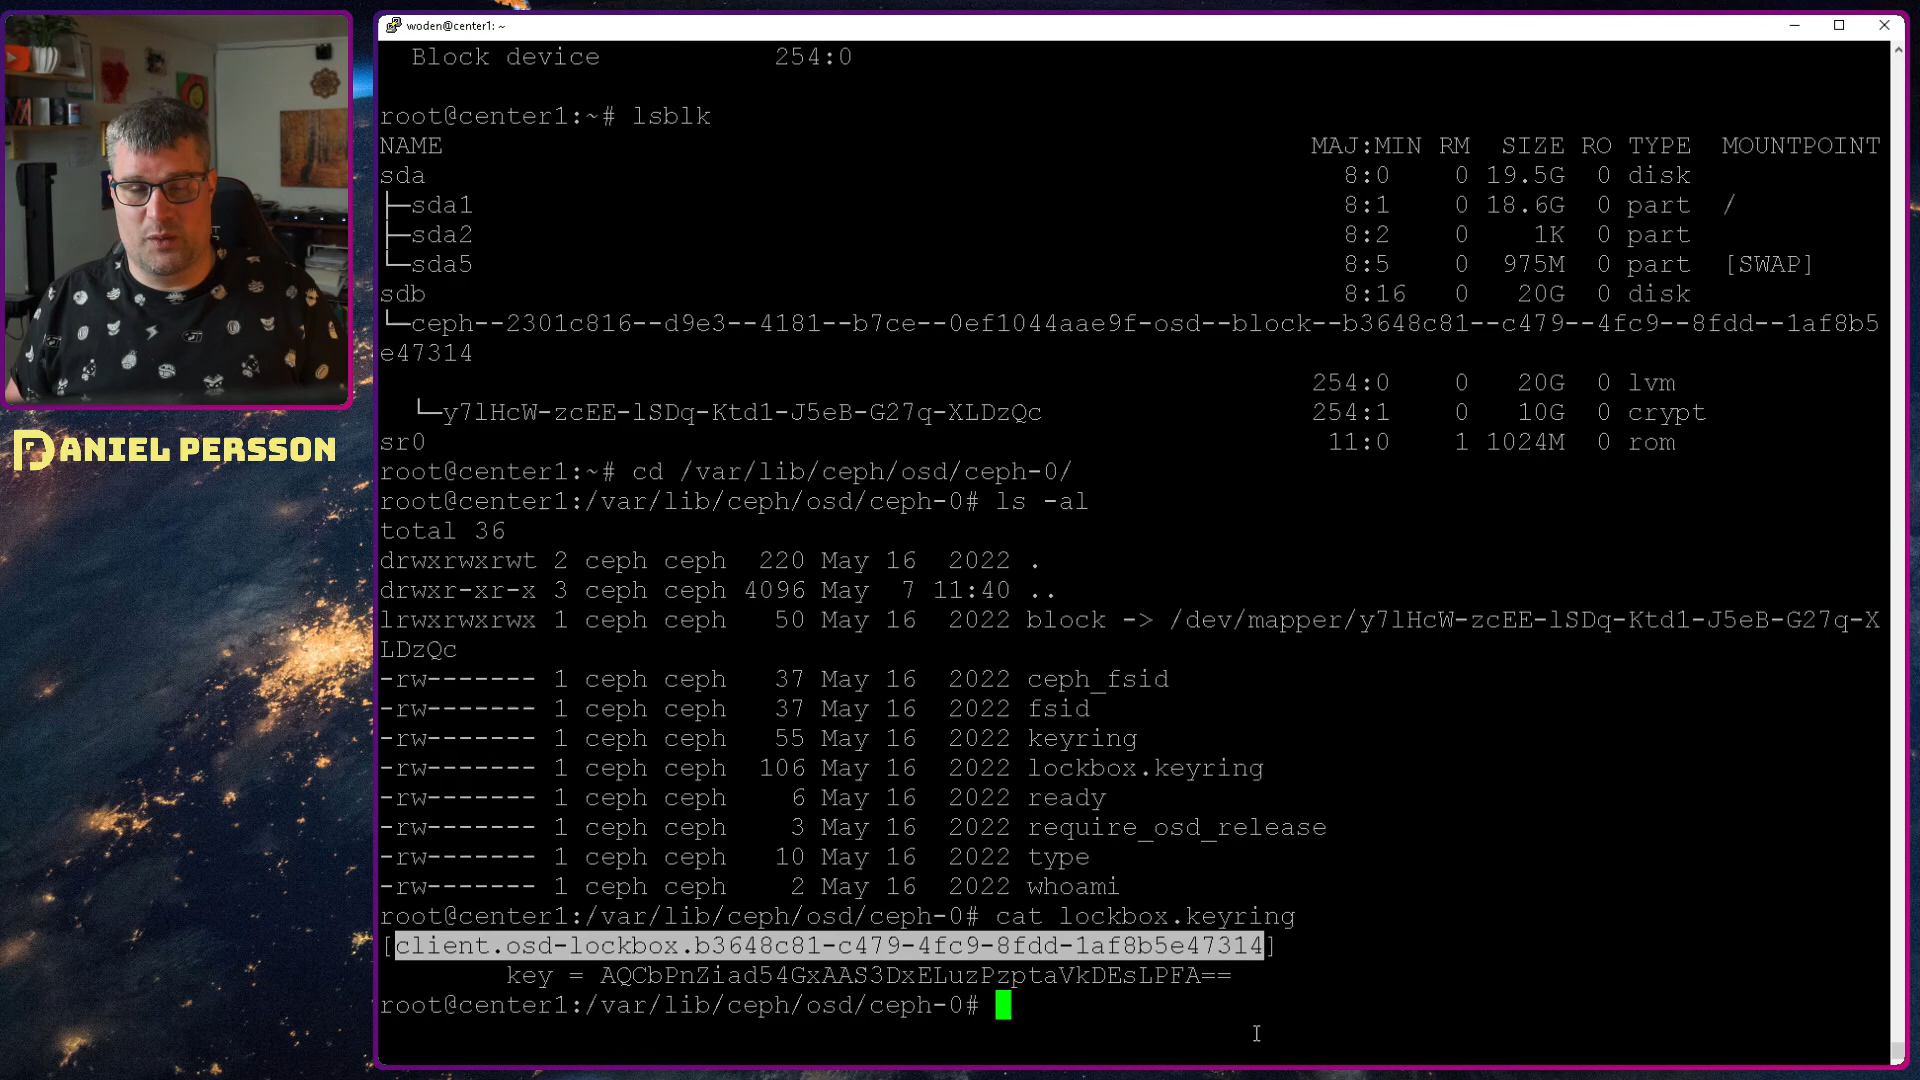 woden@center1: ~
Block device 254:0
root@center1:~# lsblk
NAME MAJ:MIN RM SIZE RO TYPE MOUNTPOINT
sda 8:0 0 19.5G 0 disk
├─sda1 8:1 0 18.6G 0 part /
├─sda2 8:2 0 1K 0 part
└─sda5 8:5 0 975M 0 part [SWAP]
sdb 8:16 0 20G 0 disk
└─ceph--2301c816--d9e3--4181--b7ce--0ef1044aae9f-osd--block--b3648c81--c479--4fc9--8fdd--1af8b5
e47314
254:0 0 20G 0 lvm
└─y7lHcW-zcEE-lSDq-Ktd1-J5eB-G27q-XLDzQc 254:1 0 10G 0 crypt
sr0 11:0 1 1024M 0 rom
root@center1:~# cd /var/lib/ceph/osd/ceph-0/
root@center1:/var/lib/ceph/osd/ceph-0# ls -al
total 36
drwxrwxrwt 2 ceph ceph 220 May 16 2022 .
drwxr-xr-x 3 ceph ceph 4096 May 7 11:40 ..
lrwxrwxrwx 1 ceph ceph 50 May 16 2022 block -> /dev/mapper/y7lHcW-zcEE-lSDq-Ktd1-J5eB-G27q-X
LDzQc
-rw------- 1 ceph ceph 37 May 16 2022 ceph_fsid
-rw------- 1 ceph ceph 37 May 16 2022 fsid
-rw------- 1 ceph ceph 55 May 16 2022 keyring
-rw------- 1 ceph ceph 106 May 16 2022 lockbox.keyring
-rw------- 1 ceph ceph 6 May 16 2022 ready
-rw------- 1 ceph ceph 3 May 16 2022 require_osd_release
-rw------- 1 ceph ceph 10 May 16 2022 type
-rw------- 1 ceph ceph 2 May 16 2022 whoami
root@center1:/var/lib/ceph/osd/ceph-0# cat lockbox.keyring
[client.osd-lockbox.b3648c81-c479-4fc9-8fdd-1af8b5e47314]
key = AQCbPnZiad54GxAAS3DxELuzPzptaVkDEsLPFA==
root@center1:/var/lib/ceph/osd/ceph-0#
DANIEL PERSSON